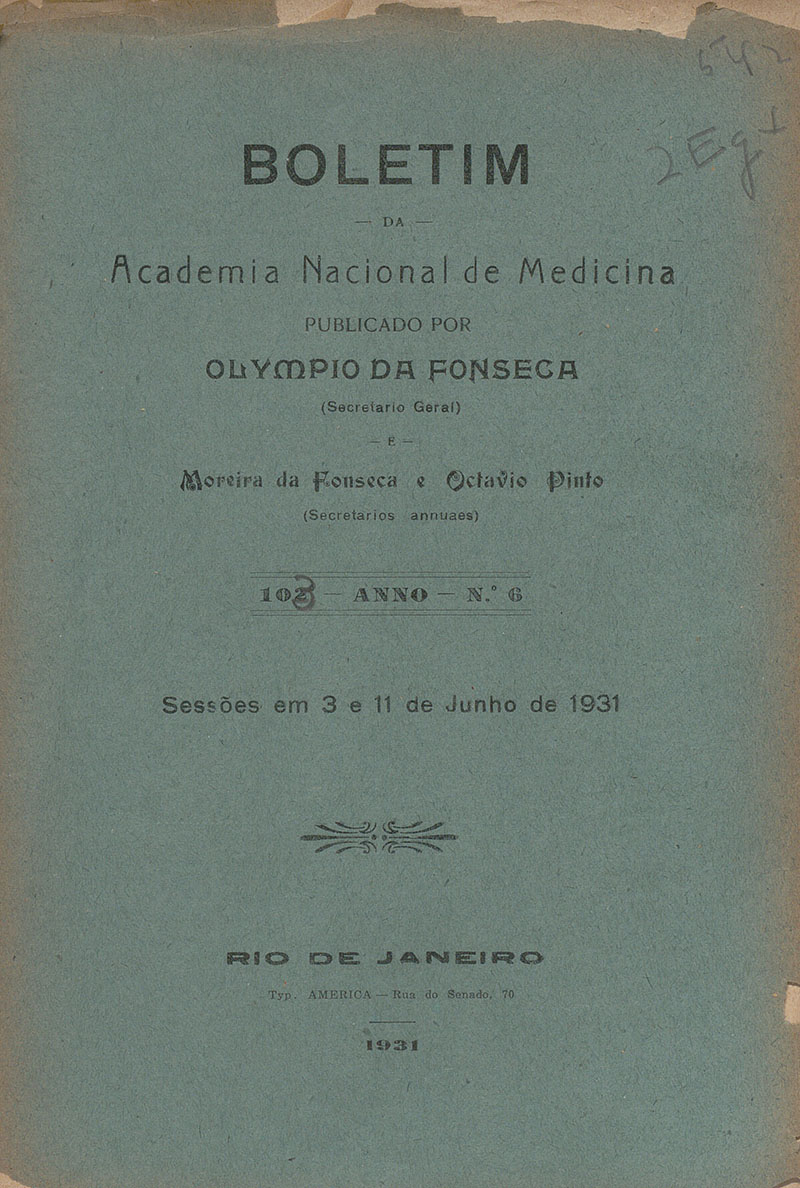 BOLETIM
— DA —
Academia Nacional de Medicina
PUBLICADO POR
OLYMPIO DA FONSECA
(Secretario Geral)
— E —
Moreira da Fonseca e Octavio Pinto
(Secretarios annuaes)
103 — ANNO — N.º 6
Sessões em 3 e 11 de Junho de 1931
RIO DE JANEIRO
Typ. AMERICA — Rua do Senado, 70
1931